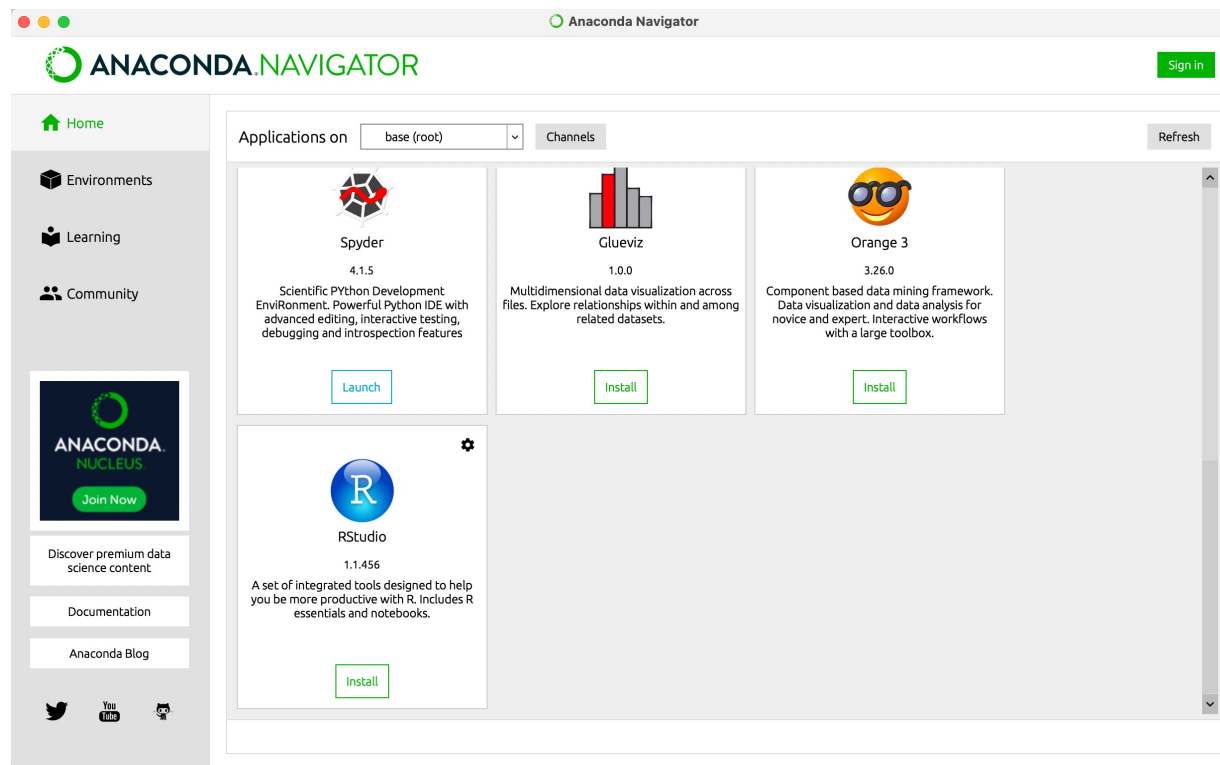 Anaconda Navigator
ANACONDA.NAVIGATOR
Sign in
Home
Environments
Learning
Community
ANACONDA.
NUCLEUS
Join Now
Discover premium data
science content
Documentation
Anaconda Blog
You
Tube
Applications on
base (root)
Channels
Refresh
Spyder
4.1.5
Scientific PYthon Development
EnviRonment. Powerful Python IDE with
advanced editing, interactive testing,
debugging and introspection features
Launch
Glueviz
1.0.0
Multidimensional data visualization across
files. Explore relationships within and among
related datasets.
Install
Orange 3
3.26.0
Component based data mining framework.
Data visualization and data analysis for
novice and expert. Interactive workflows
with a large toolbox.
Install
R
RStudio
1.1.456
A set of integrated tools designed to help
you be more productive with R. Includes R
essentials and notebooks.
Install